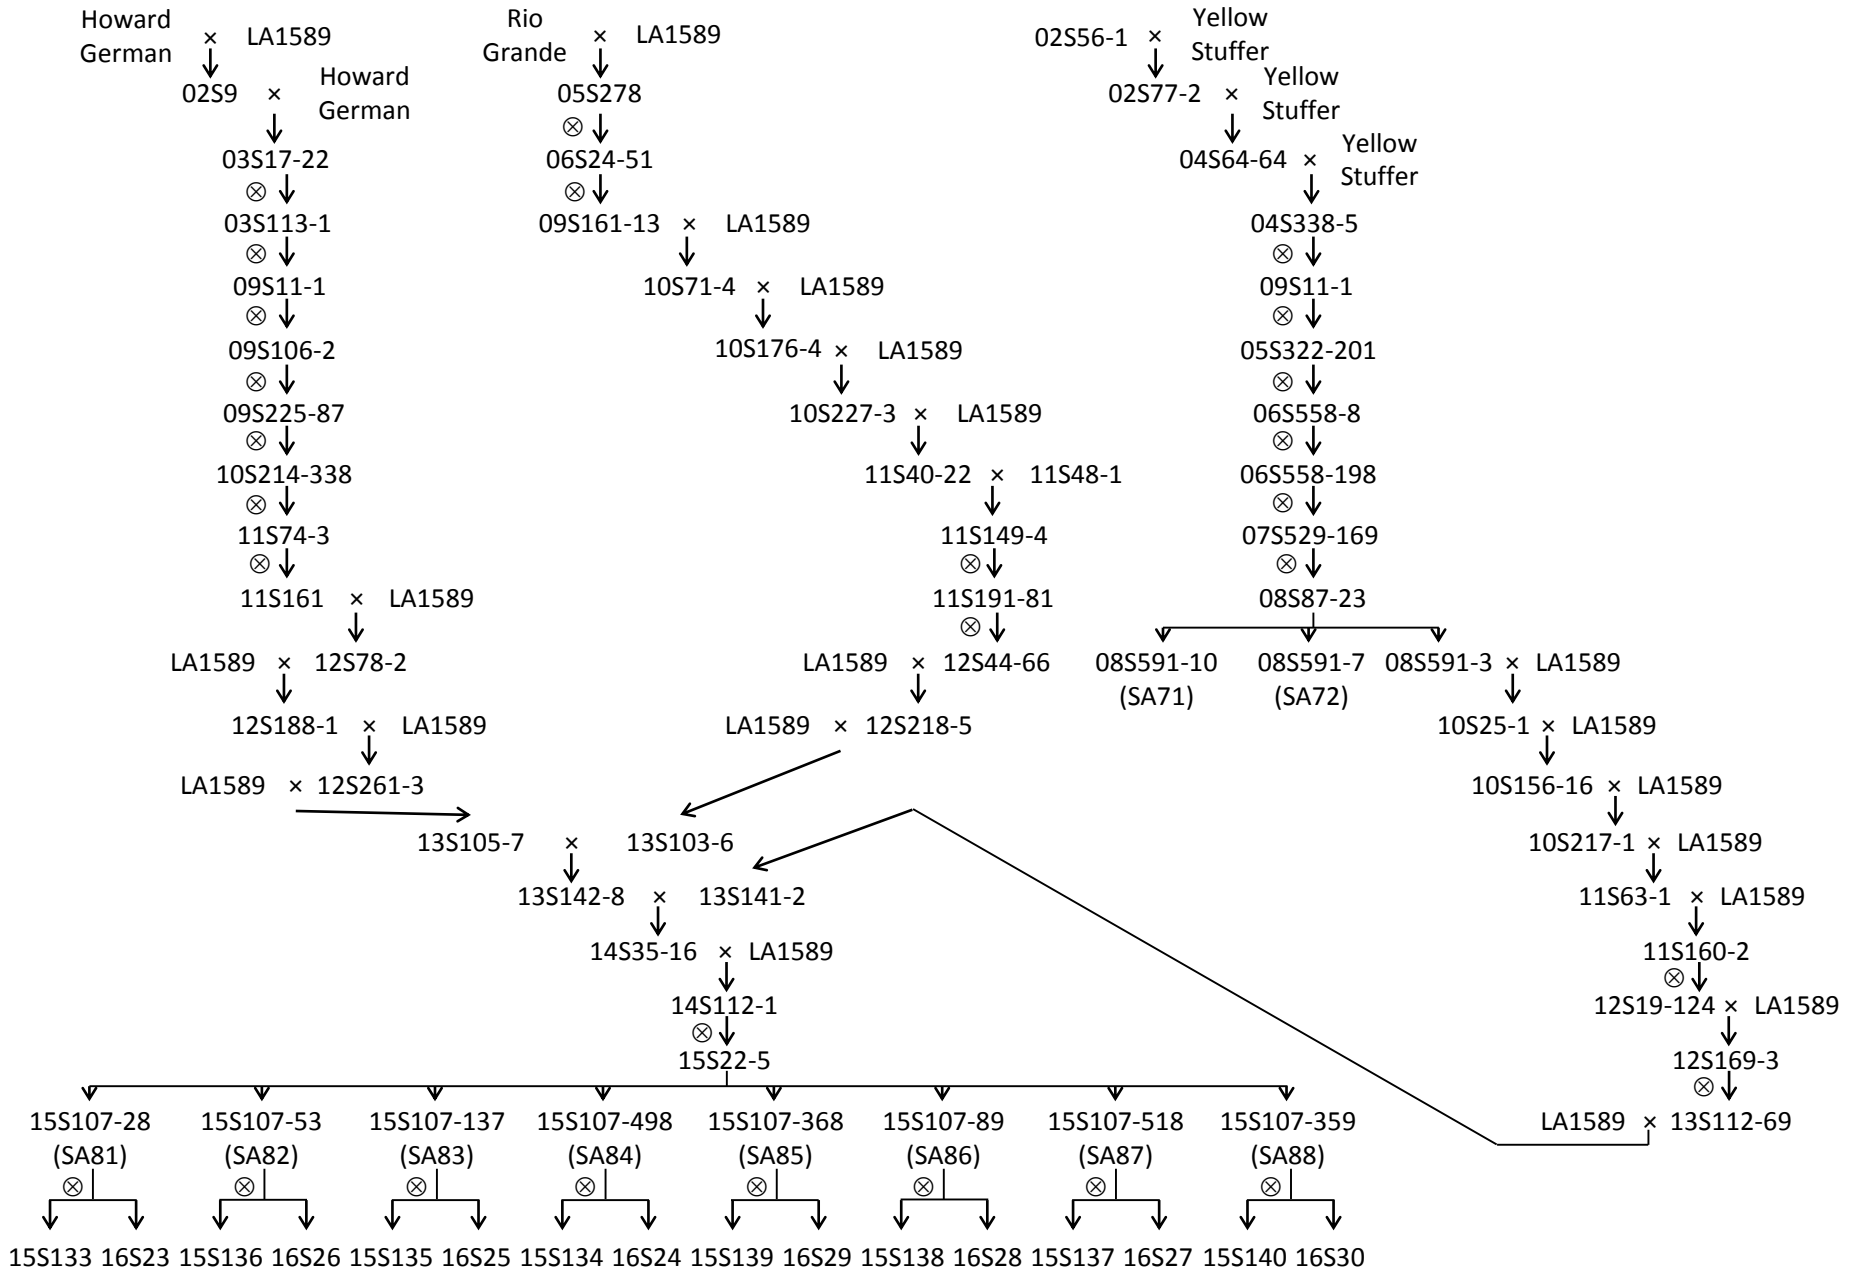 Howard German × LA1589
Rio Grande × LA1589
02S56-1 × Yellow Stuffer
02S9 × Howard German
05S278
02S77-2 × Yellow Stuffer
⊗
03S17-22
06S24-51
04S64-64 × Yellow Stuffer
⊗ ⊗
03S113-1
09S161-13 × LA1589
04S338-5
⊗ ⊗
09S11-1
10S71-4 × LA1589
09S11-1
⊗ ⊗
09S106-2
10S176-4 × LA1589
05S322-201
⊗ ⊗
09S225-87
10S227-3 × LA1589
06S558-8
⊗ ⊗
10S214-338
11S40-22 × 11S48-1
06S558-198
⊗ ⊗
11S74-3
11S149-4
07S529-169
⊗ ⊗ ⊗
11S161 × LA1589
11S191-81
08S87-23
⊗
LA1589 × 12S78-2
LA1589 × 12S44-66
08S591-10 08S591-7 08S591-3 × LA1589
(SA71) (SA72)
12S188-1 × LA1589
LA1589 × 12S218-5
10S25-1 × LA1589
LA1589 × 12S261-3
10S156-16 × LA1589
13S105-7 × 13S103-6
10S217-1 × LA1589
13S142-8 × 13S141-2
11S63-1 × LA1589
14S35-16 × LA1589
11S160-2
⊗
14S112-1
12S19-124 × LA1589
⊗
15S22-5
12S169-3
⊗
15S107-28 15S107-53 15S107-137 15S107-498 15S107-368 15S107-89 15S107-518 15S107-359
LA1589 × 13S112-69
(SA81) (SA82) (SA83) (SA84) (SA85) (SA86) (SA87) (SA88)
⊗ ⊗ ⊗ ⊗ ⊗ ⊗ ⊗ ⊗
15S133 16S23 15S136 16S26 15S135 16S25 15S134 16S24 15S139 16S29 15S138 16S28 15S137 16S27 15S140 16S30